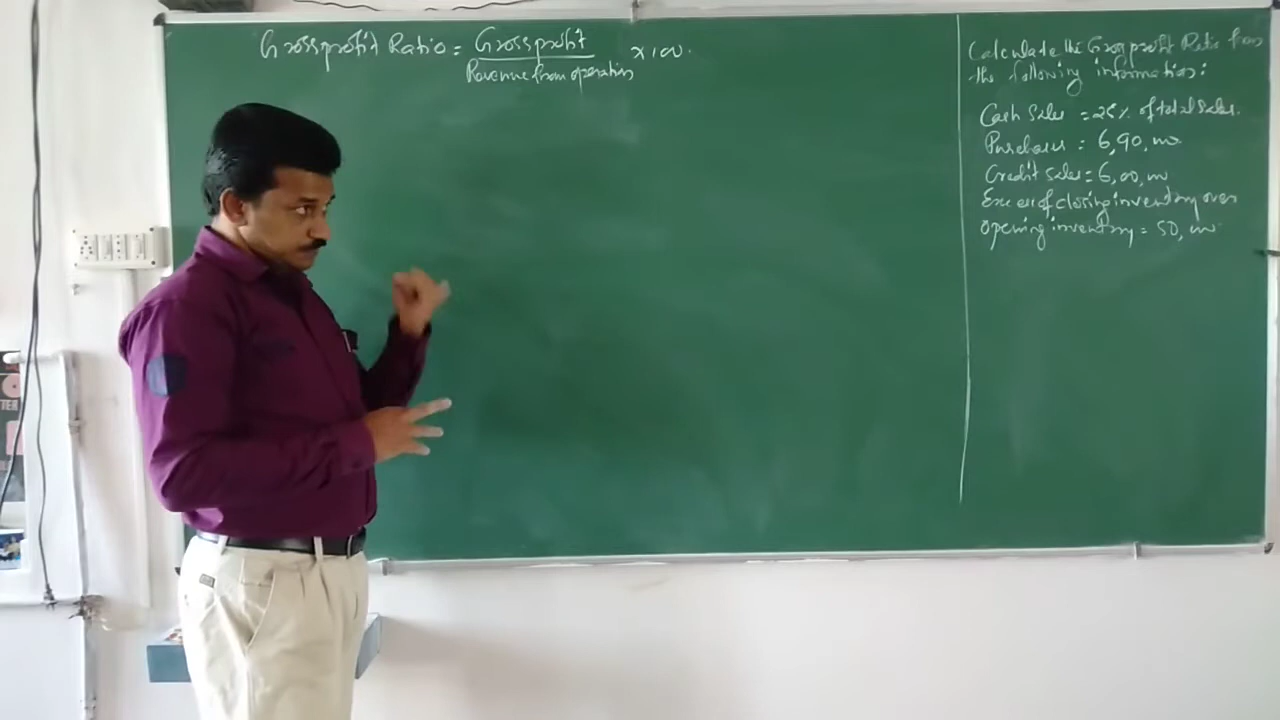 Gross profit Ratio = Gross profit × 100.
Revenue from operation
Calculate the Gross profit Ratio from
the following information:
Cash Sales = 25% of total Sales.
Purchases = 6,90,000
Credit Sales = 6,00,000
Excess of closing inventory over
opening inventory = 50,000
TER